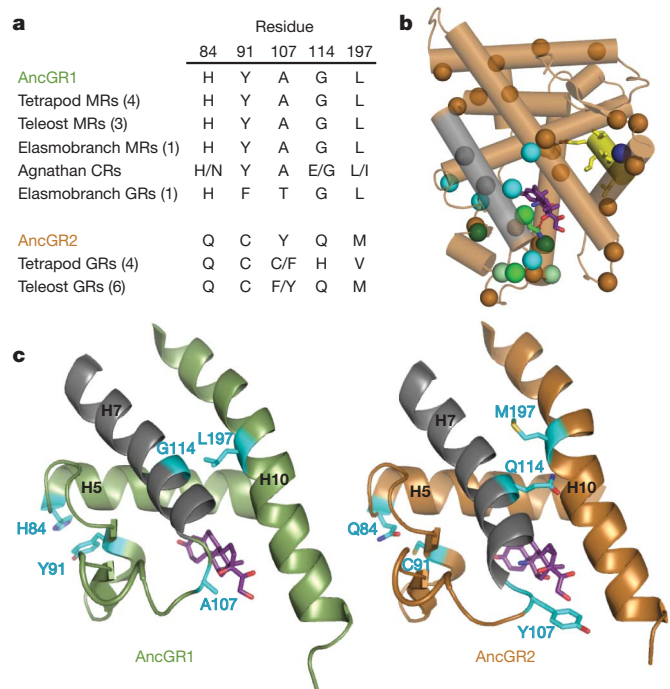 a
Residue
84 91 107 114 197
AncGR1 H Y A G L
Tetrapod MRs (4) H Y A G L
Teleost MRs (3) H Y A G L
Elasmobranch MRs (1) H Y A G L
Agnathan CRs H/N Y A E/G L/I
Elasmobranch GRs (1) H F T G L
AncGR2 Q C Y Q M
Tetrapod GRs (4) Q C C/F H V
Teleost GRs (6) Q C F/Y Q M
b
c
H7
G114
L197
H5
H10
H84
Y91
A107
AncGR1
H7
M197
Q114
H5
H10
Q84
C91
Y107
AncGR2